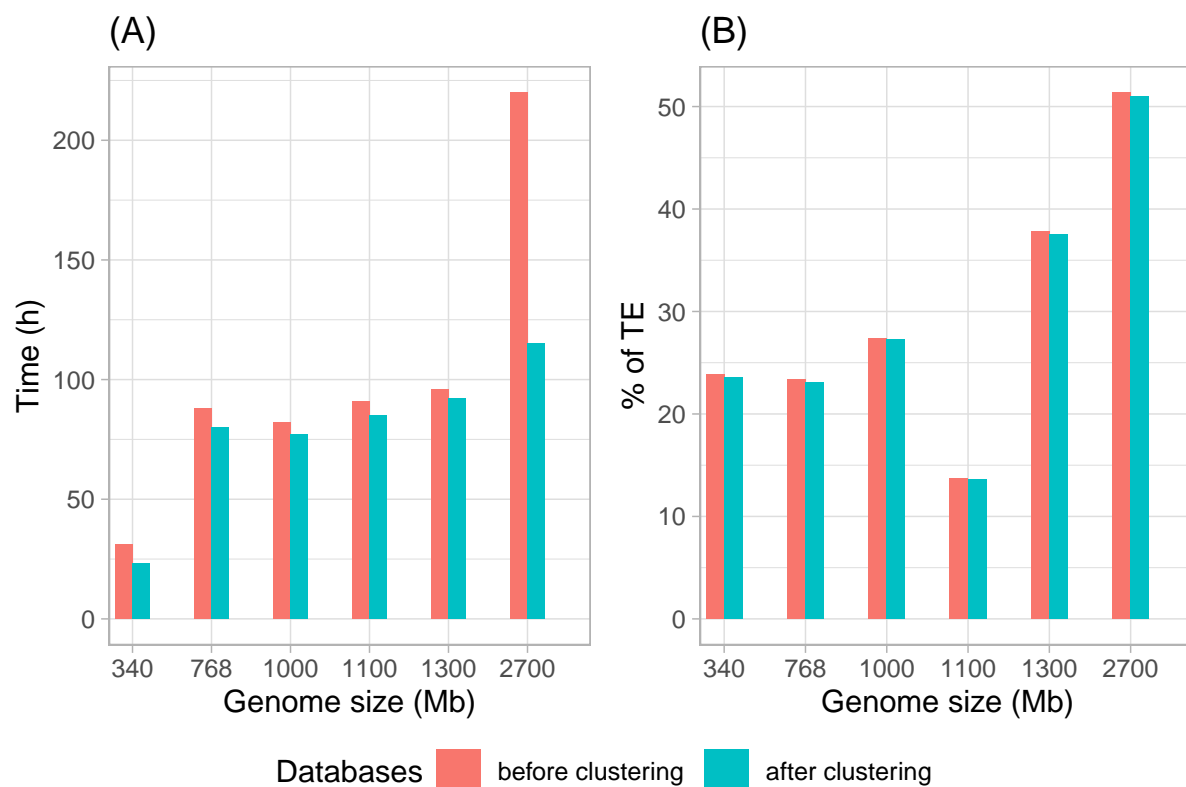 (A)
Time (h)
200
150
100
50
0
340 768 1000 1100 1300 2700
Genome size (Mb)
(B)
% of TE
50
40
30
20
10
0
340 768 1000 1100 1300 2700
Genome size (Mb)
Databases before clustering after clustering